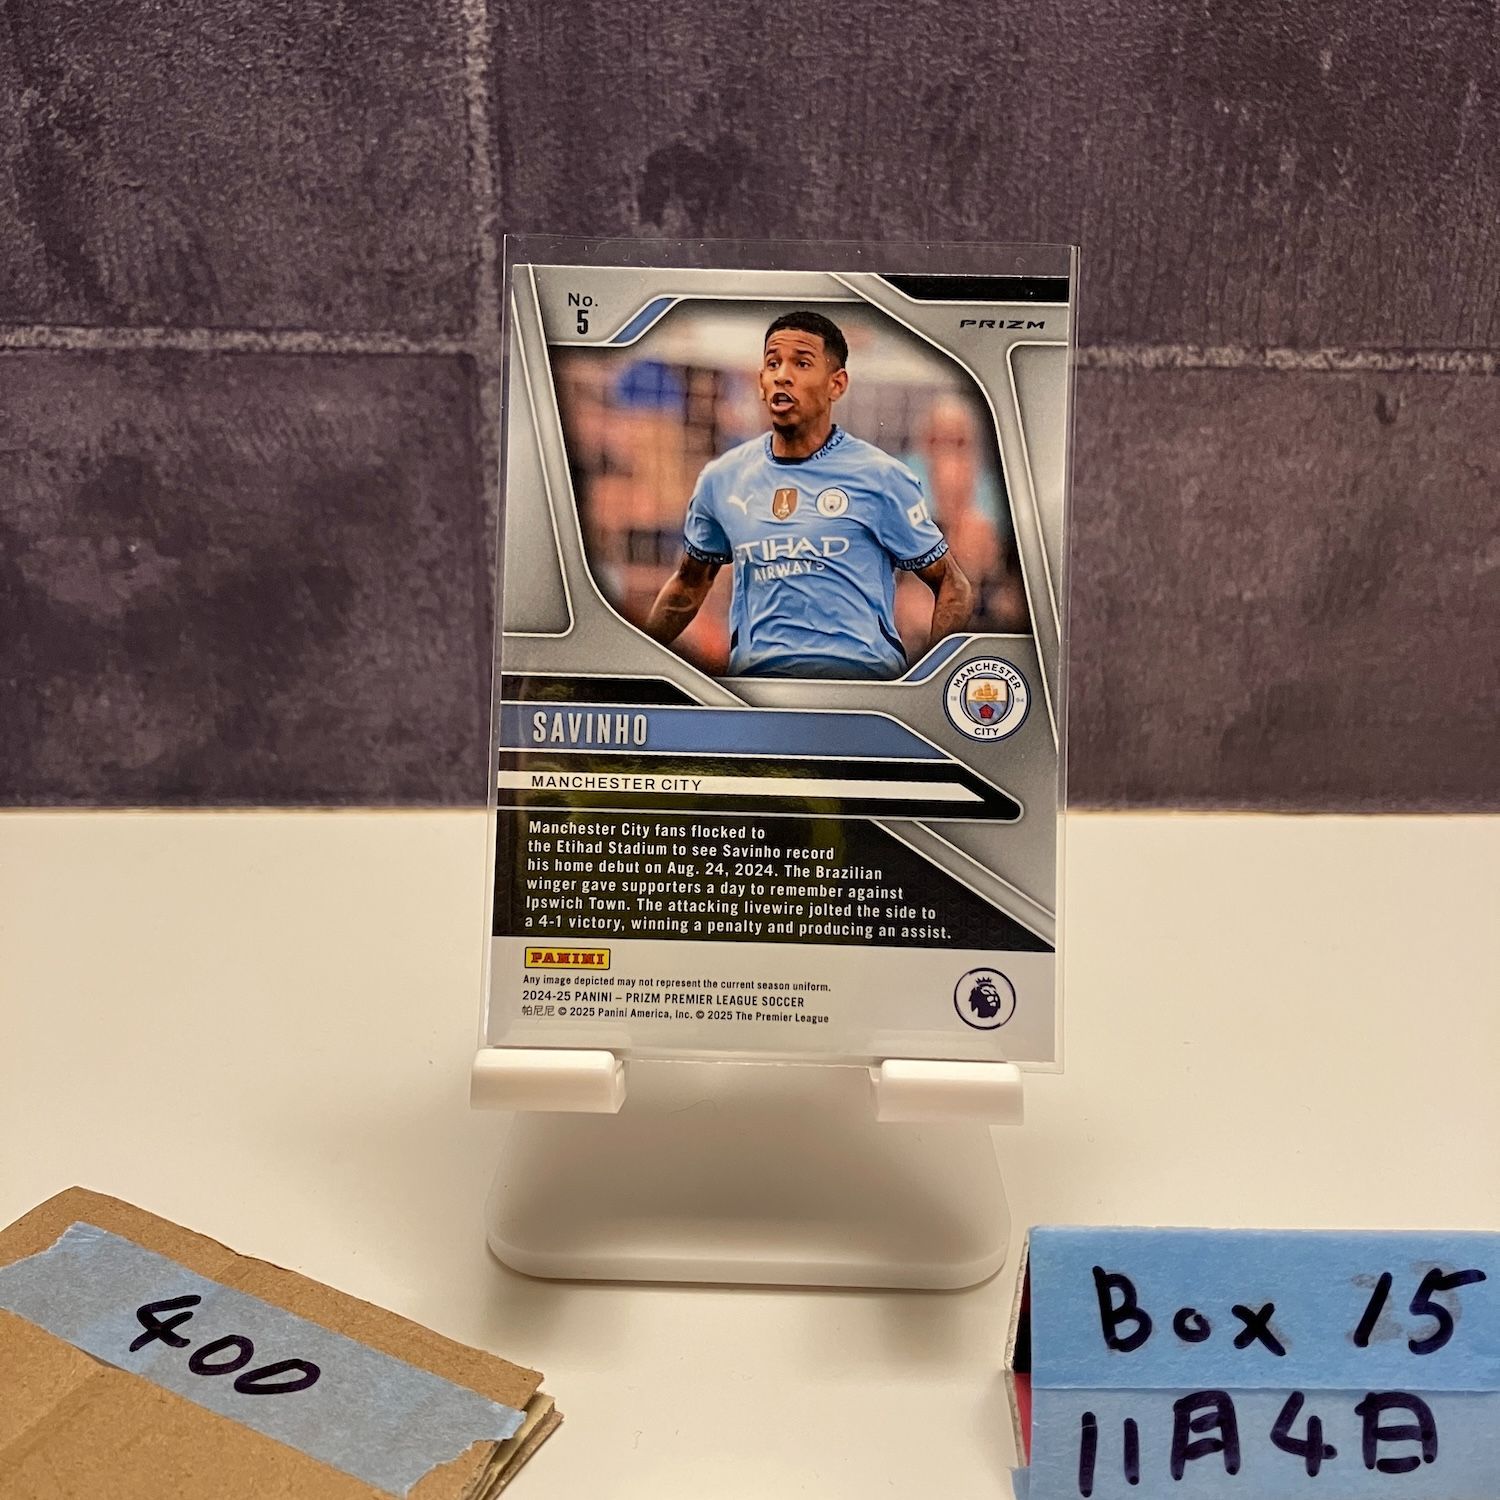 No.
5
PRIZM
ETIHAD
AIRWAYS
MANCHESTER
18 94
CITY
SAVINHO
MANCHESTER CITY
Manchester City fans flocked to
the Etihad Stadium to see Savinho record
his home debut on Aug. 24, 2024. The Brazilian
winger gave supporters a day to remember against
Ipswich Town. The attacking livewire jolted the side to
a 4-1 victory, winning a penalty and producing an assist.
PANINI
Any image depicted may not represent the current season uniform.
2024-25 PANINI – PRIZM PREMIER LEAGUE SOCCER
帕尼尼 © 2025 Panini America, Inc. © 2025 The Premier League
400
Box 15
11月4日